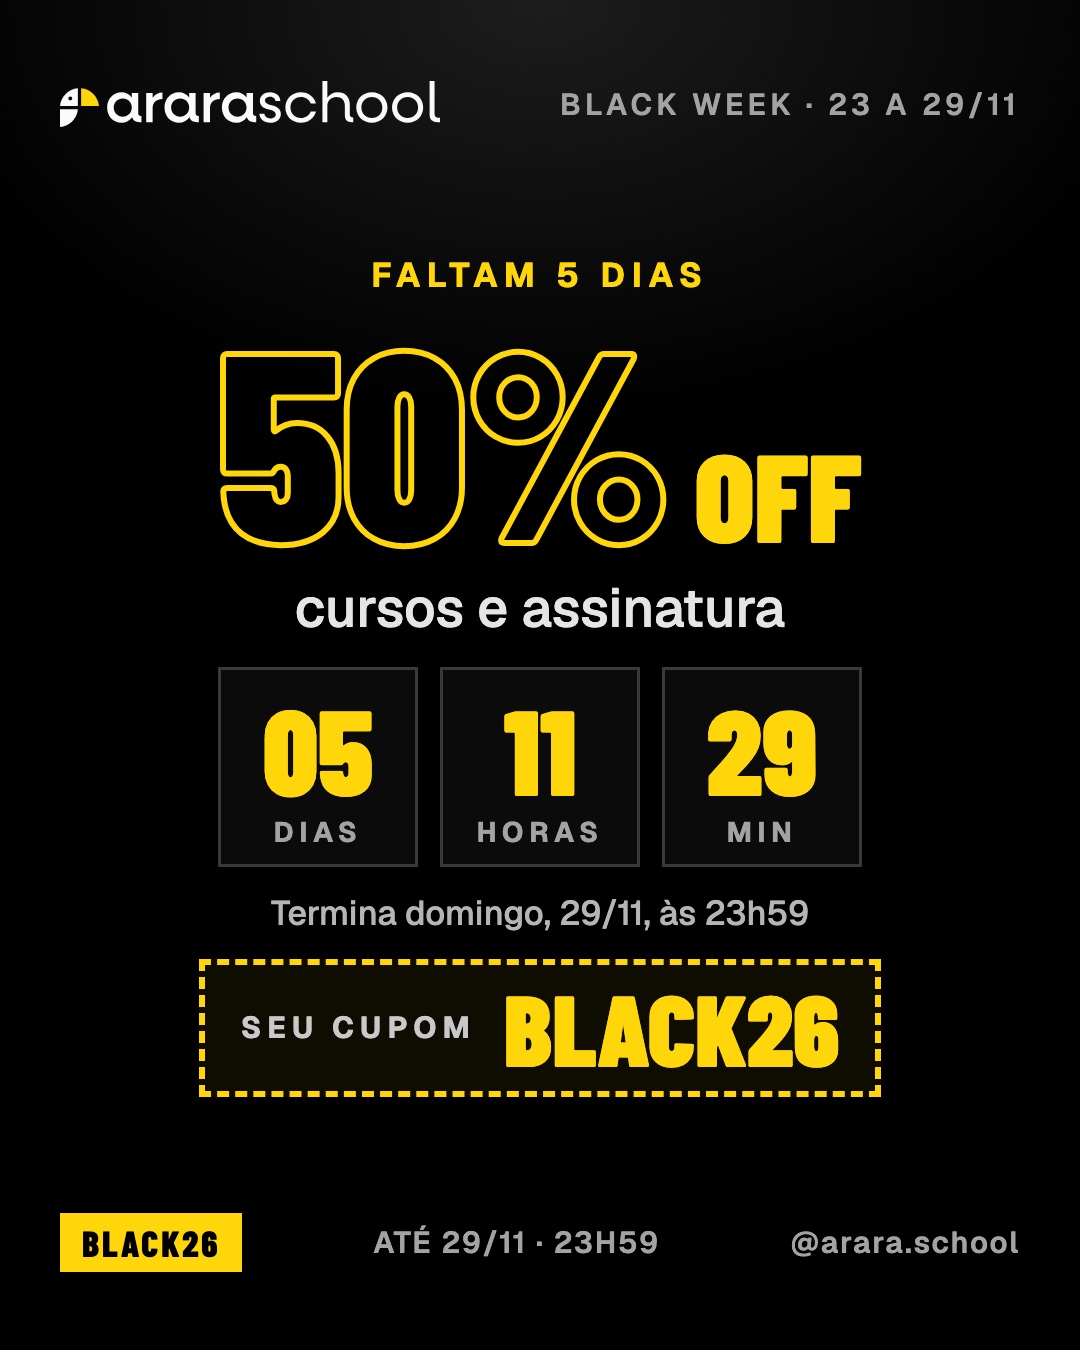 araraschool
BLACK WEEK · 23 A 29/11
FALTAM 5 DIAS
50% OFF
cursos e assinatura
05 11 29
DIAS HORAS MIN
Termina domingo, 29/11, às 23h59
SEU CUPOM BLACK26
BLACK26
ATÉ 29/11 · 23H59
@arara.school